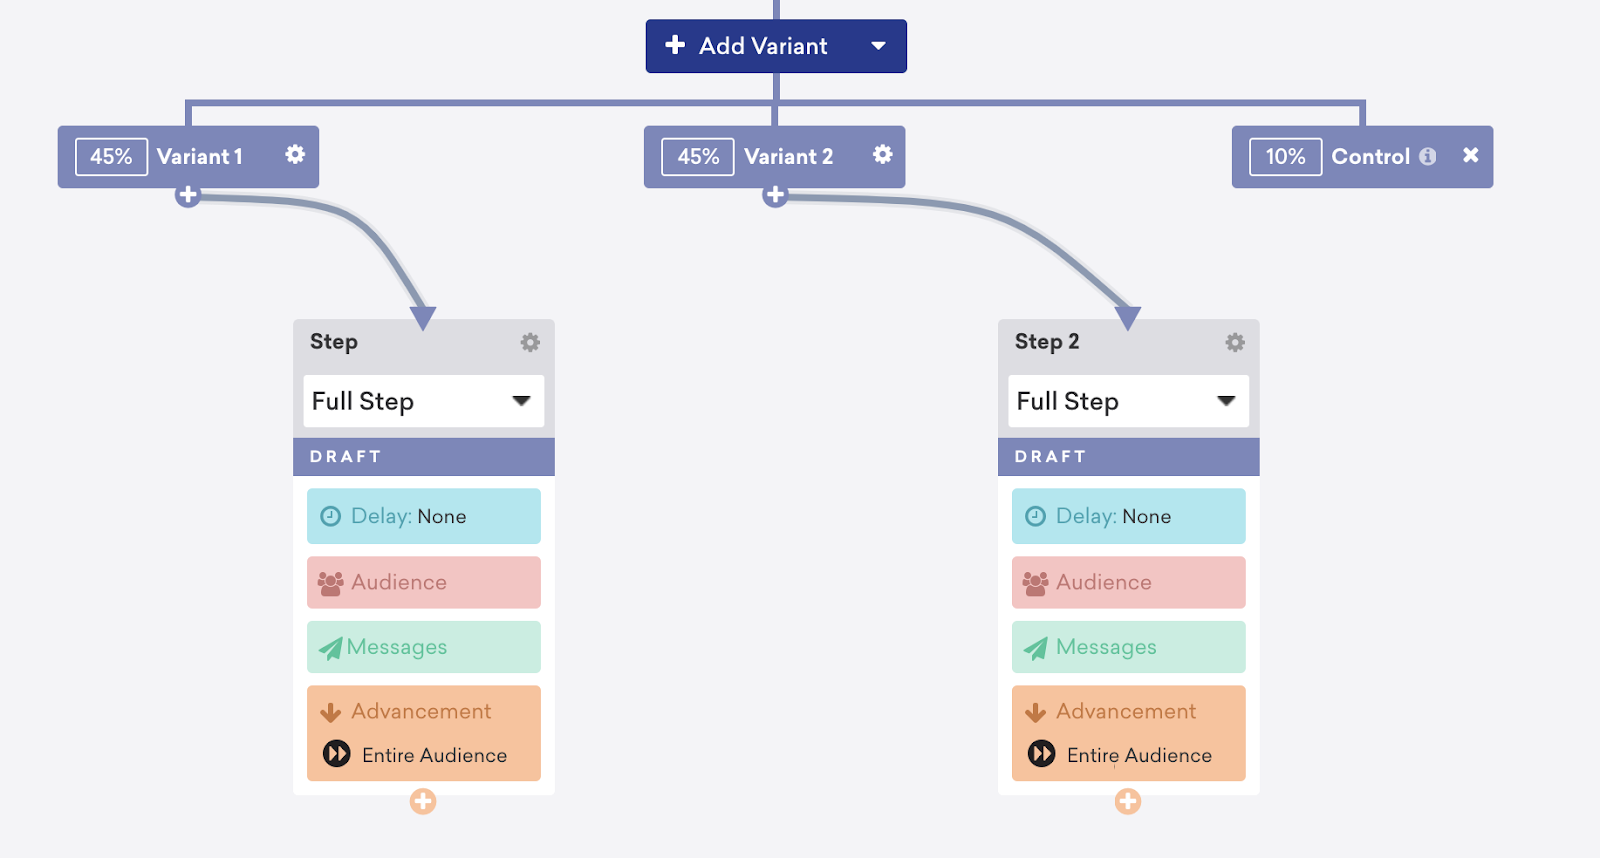 Add Variant
45% Variant 1
45% Variant 2
10% Control
Step
Full Step
DRAFT
Delay: None
Audience
Messages
Advancement
Entire Audience
Step 2
Full Step
DRAFT
Delay: None
Audience
Messages
Advancement
Entire Audience